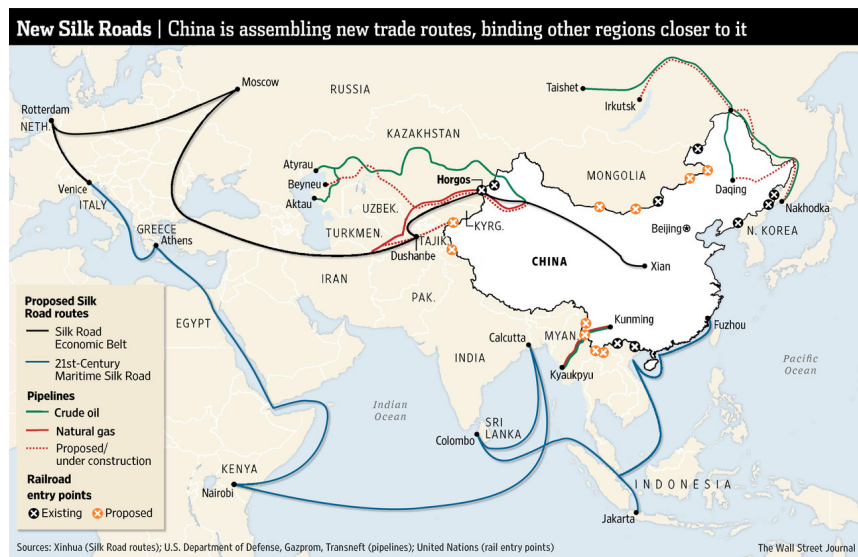 New Silk Roads | China is assembling new trade routes, binding other regions closer to it
Moscow
RUSSIA
Taishet
Irkutsk
Rotterdam
NETH.
KAZAKHSTAN
Atyrau
Beyneu
Aktau
Horgos
MONGOLIA
Daqing
Nakhodka
Venice
ITALY
UZBEK.
KYRG.
GREECE
Athens
TURKMEN.
TAJIK.
Dushanbe
Beijing
N. KOREA
CHINA
Xian
IRAN
PAK.
EGYPT
Kunming
Fuzhou
MYAN.
Calcutta
INDIA
Kyaukpyu
Pacific
Ocean
Indian
Ocean
SRI
LANKA
Colombo
KENYA
Nairobi
INDONESIA
Jakarta
Proposed Silk
Road routes
Silk Road
Economic Belt
21st-Century
Maritime Silk Road
Pipelines
Crude oil
Natural gas
Proposed/
under construction
Railroad
entry points
Existing Proposed
Sources: Xinhua (Silk Road routes); U.S. Department of Defense, Gazprom, Transneft (pipelines); United Nations (rail entry points)
The Wall Street Journal